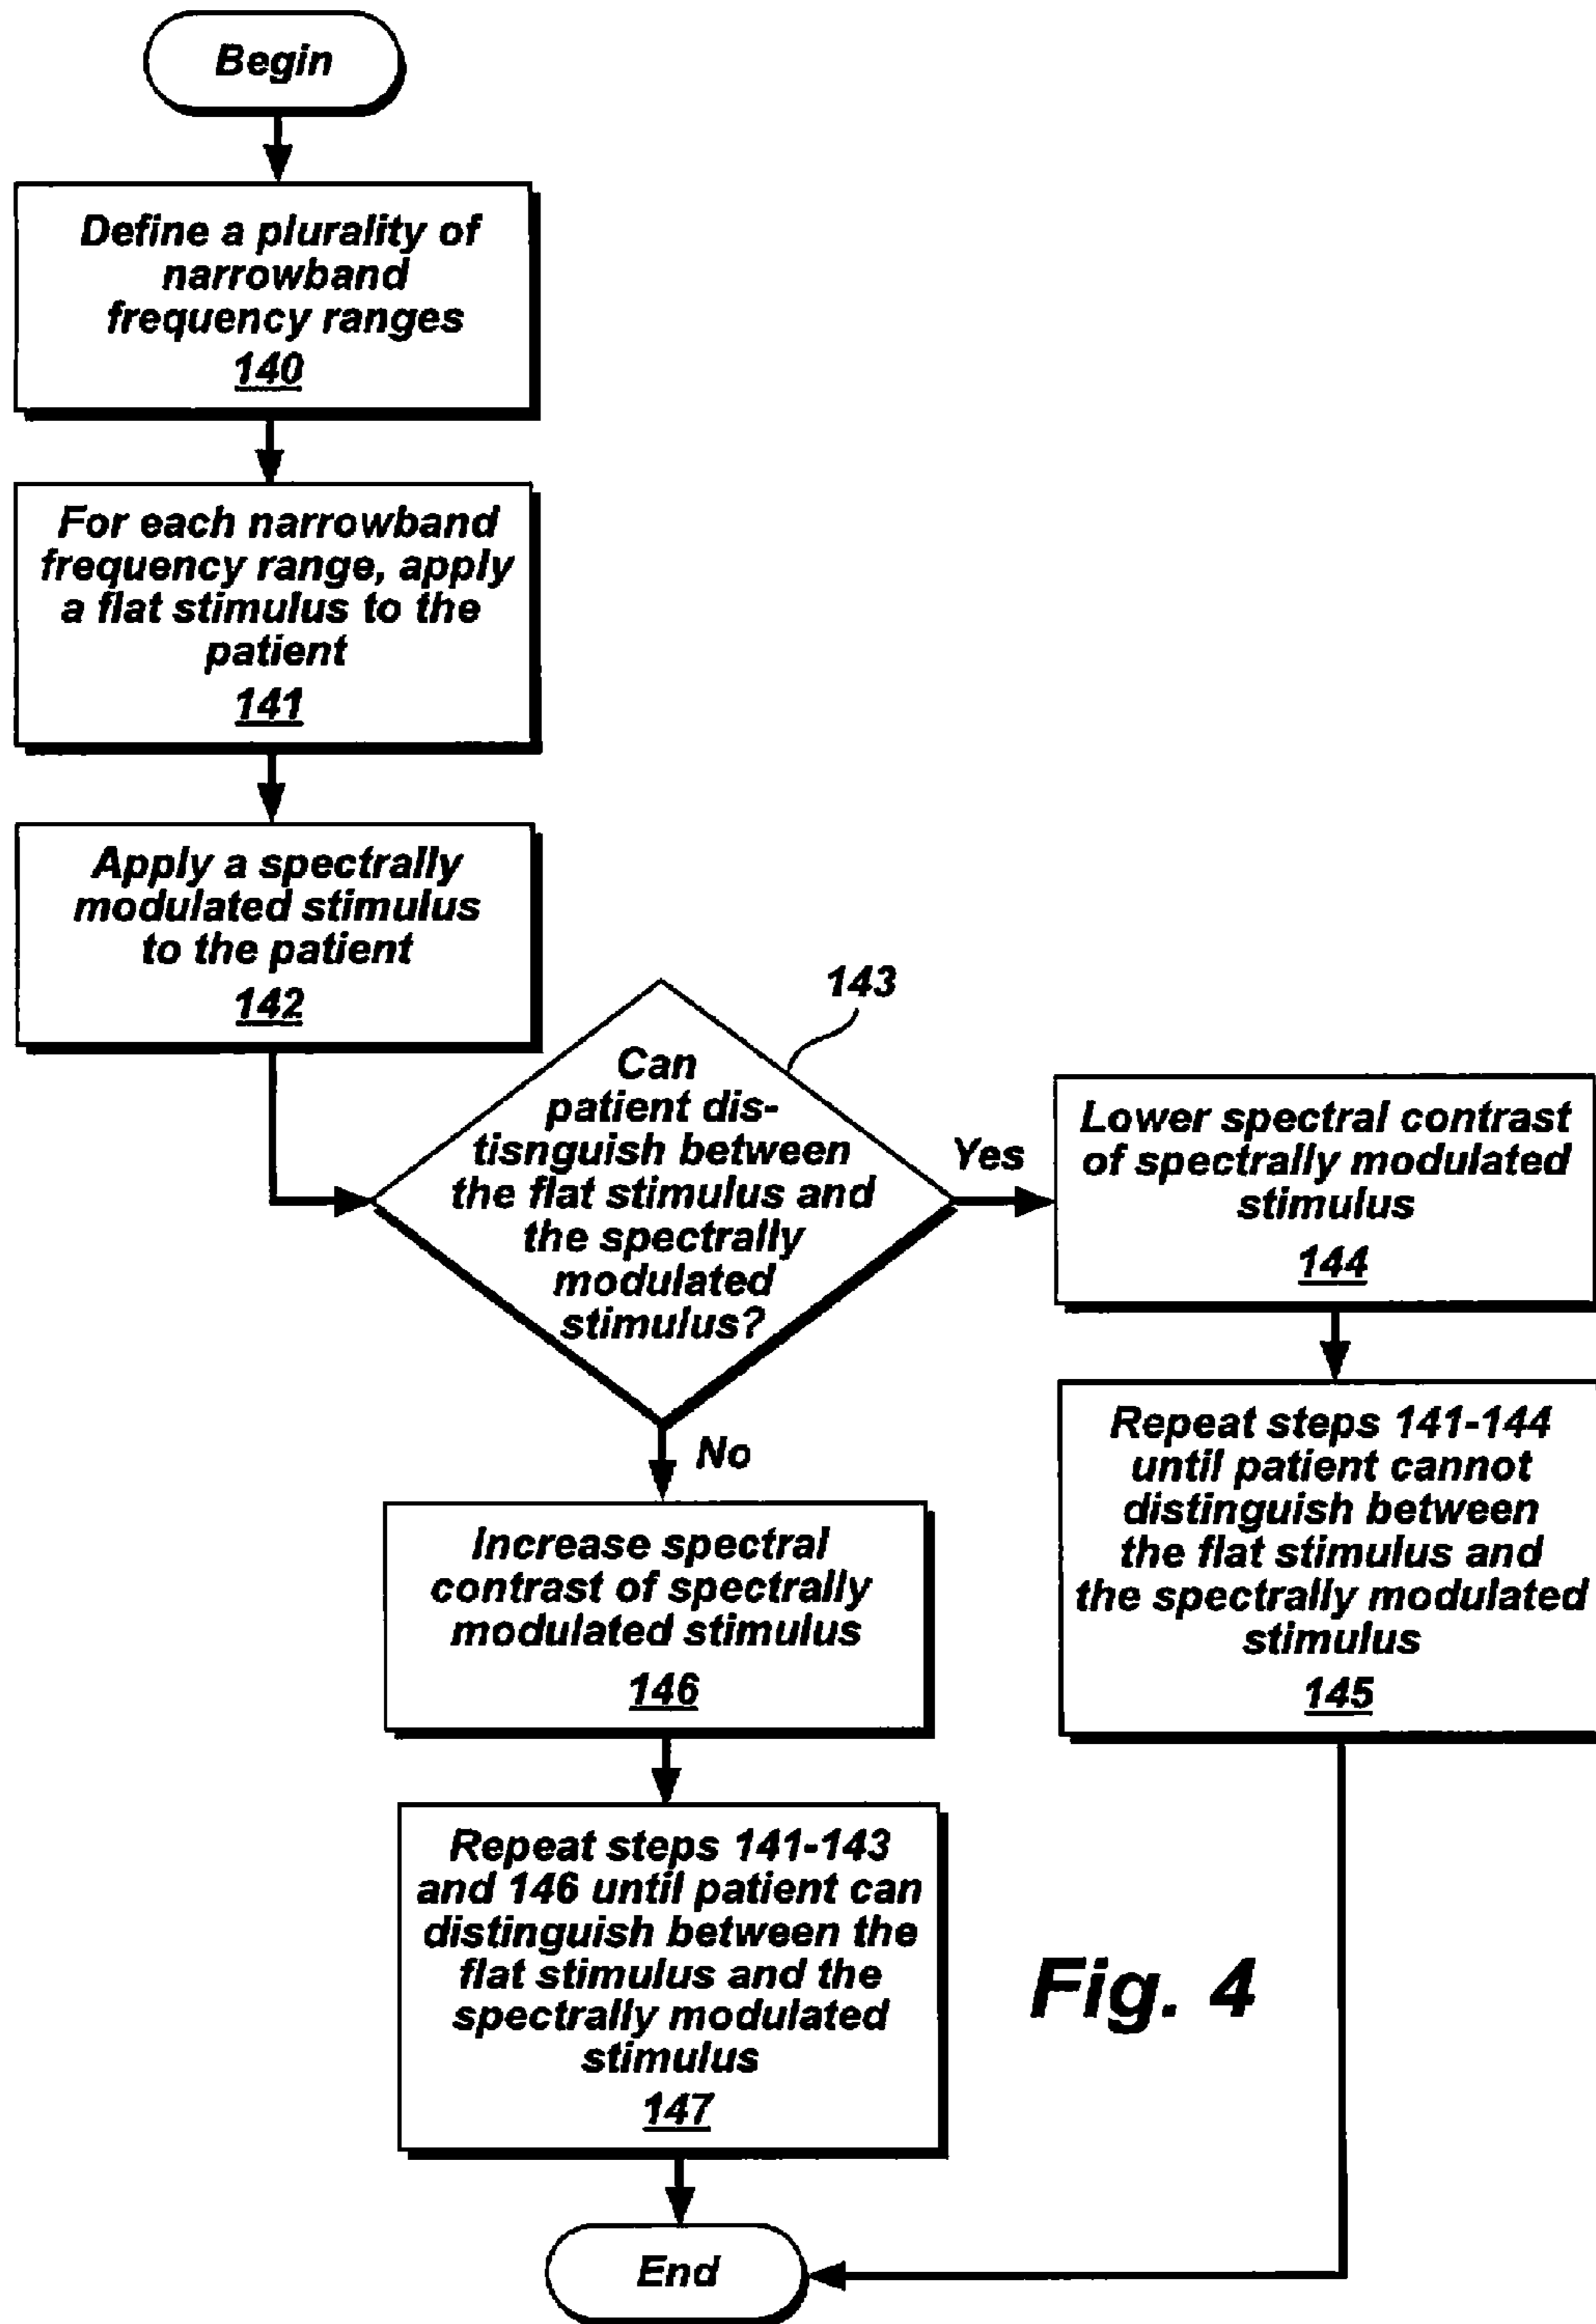 Begin
Define a plurality of
narrowband
frequency ranges
140
For each narrowband
frequency range, apply
a flat stimulus to the
patient
141
Apply a spectrally
modulated stimulus
to the patient
142
143
Can
patient dis-
tisnguish between
the flat stimulus and
the spectrally
modulated
stimulus?
Yes
Lower spectral contrast
of spectrally modulated
stimulus
144
Repeat steps 141-144
until patient cannot
distinguish between
the flat stimulus and
the spectrally modulated
stimulus
145
No
Increase spectral
contrast of spectrally
modulated stimulus
146
Repeat steps 141-143
and 146 until patient can
distinguish between the
flat stimulus and the
spectrally modulated
stimulus
147
Fig. 4
End